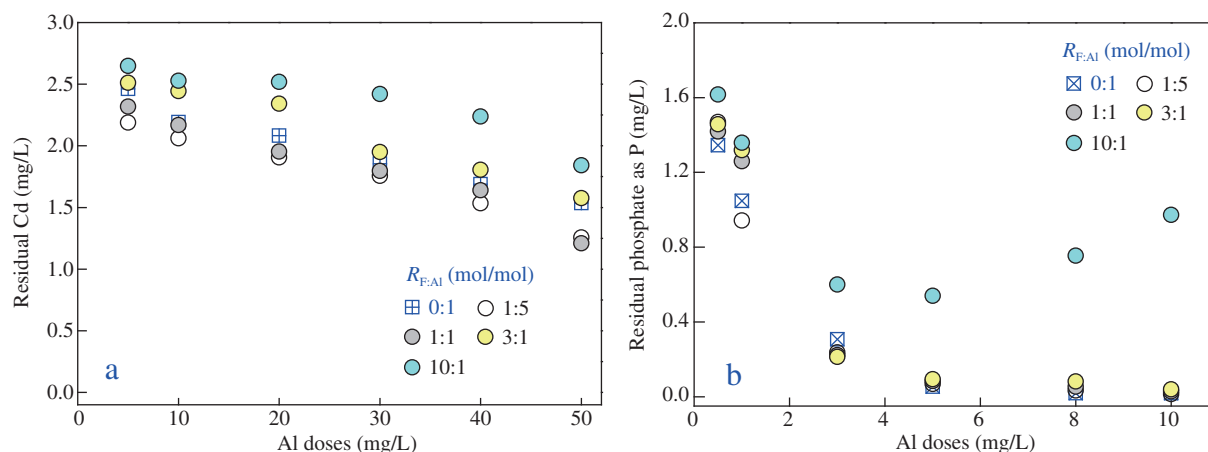 3.0
2.5
2.0
1.5
1.0
0.5
0.0
Residual Cd (mg/L)
R_F:Al (mol/mol)
0:1 1:5
1:1 3:1
10:1
a
0 10 20 30 40 50
Al doses (mg/L)
2.0
1.6
1.2
0.8
0.4
0.0
Residual phosphate as P (mg/L)
R_F:Al (mol/mol)
0:1 1:5
1:1 3:1
10:1
b
0 2 4 6 8 10
Al doses (mg/L)